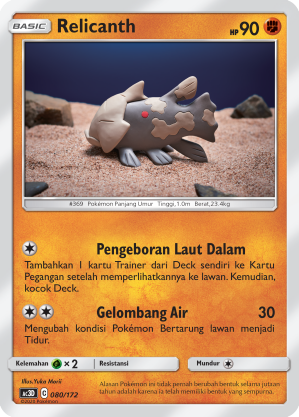 BASIC Relicanth HP 90
#369 Pokémon Panjang Umur Tinggi, 1.0m Berat, 23.4kg
Pengeboran Laut Dalam
Tambahkan 1 kartu Trainer dari Deck sendiri ke Kartu
Pegangan setelah memperlihatkannya ke lawan. Kemudian,
kocok Deck.
Gelombang Air 30
Mengubah kondisi Pokémon Bertarung lawan menjadi
Tidur.
Kelemahan × 2 Resistansi Mundur
Illus. Yuka Morii
C 080/172
©2023 Pokémon
Alasan Pokémon ini tidak pernah berubah bentuk selama jutaan
tahun adalah karena ia telah memiliki bentuk yang sempurna.